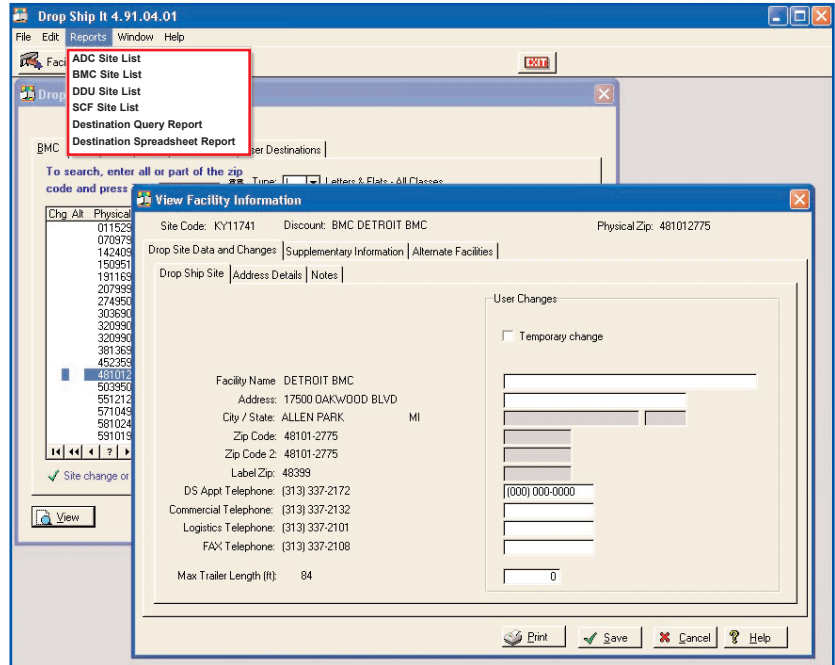 Drop Ship It 4.91.04.01
File Edit Reports Window Help
Faci
EXIT
ADC Site List
BMC Site List
DDU Site List
SCF Site List
Destination Query Report
Destination Spreadsheet Report
Drop
BMC
ser Destinations
To search, enter all or part of the zip
code and press
Type: L Letters & Flats - All Classes
Chg Alt Physical
011529
070979
142409
150951
191169
207999
274950
303690
320990
320990
381369
452359
481012
503950
551212
571049
581024
591019
?
Site change or
View
View Facility Information
Site Code: KY11741 Discount: BMC DETROIT BMC Physical Zip: 481012775
Drop Site Data and Changes Supplementary Information Alternate Facilities
Drop Ship Site Address Details Notes
User Changes
Temporary change
Facility Name DETROIT BMC
Address: 17500 OAKWOOD BLVD
City / State: ALLEN PARK MI
Zip Code: 48101-2775
Zip Code 2: 48101-2775
Label Zip: 48399
DS Appt Telephone: (313) 337-2172 (000) 000-0000
Commercial Telephone: (313) 337-2132
Logistics Telephone: (313) 337-2101
FAX Telephone: (313) 337-2108
Max Trailer Length (ft): 84 0
Print Save Cancel Help